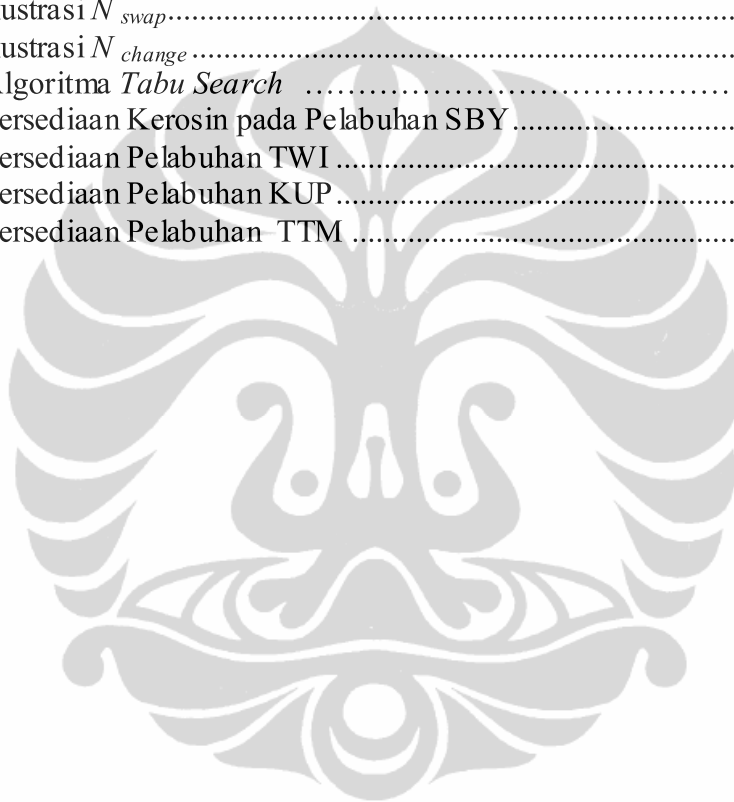 ustrasi N swap..........................................................................
ustrasi N change ......................................................................
lgoritma Tabu Search ............................................
ersediaan Kerosin pada Pelabuhan SBY............................
ersediaan Pelabuhan TWI ..................................................
ersediaan Pelabuhan KUP..................................................
ersediaan Pelabuhan TTM ................................................